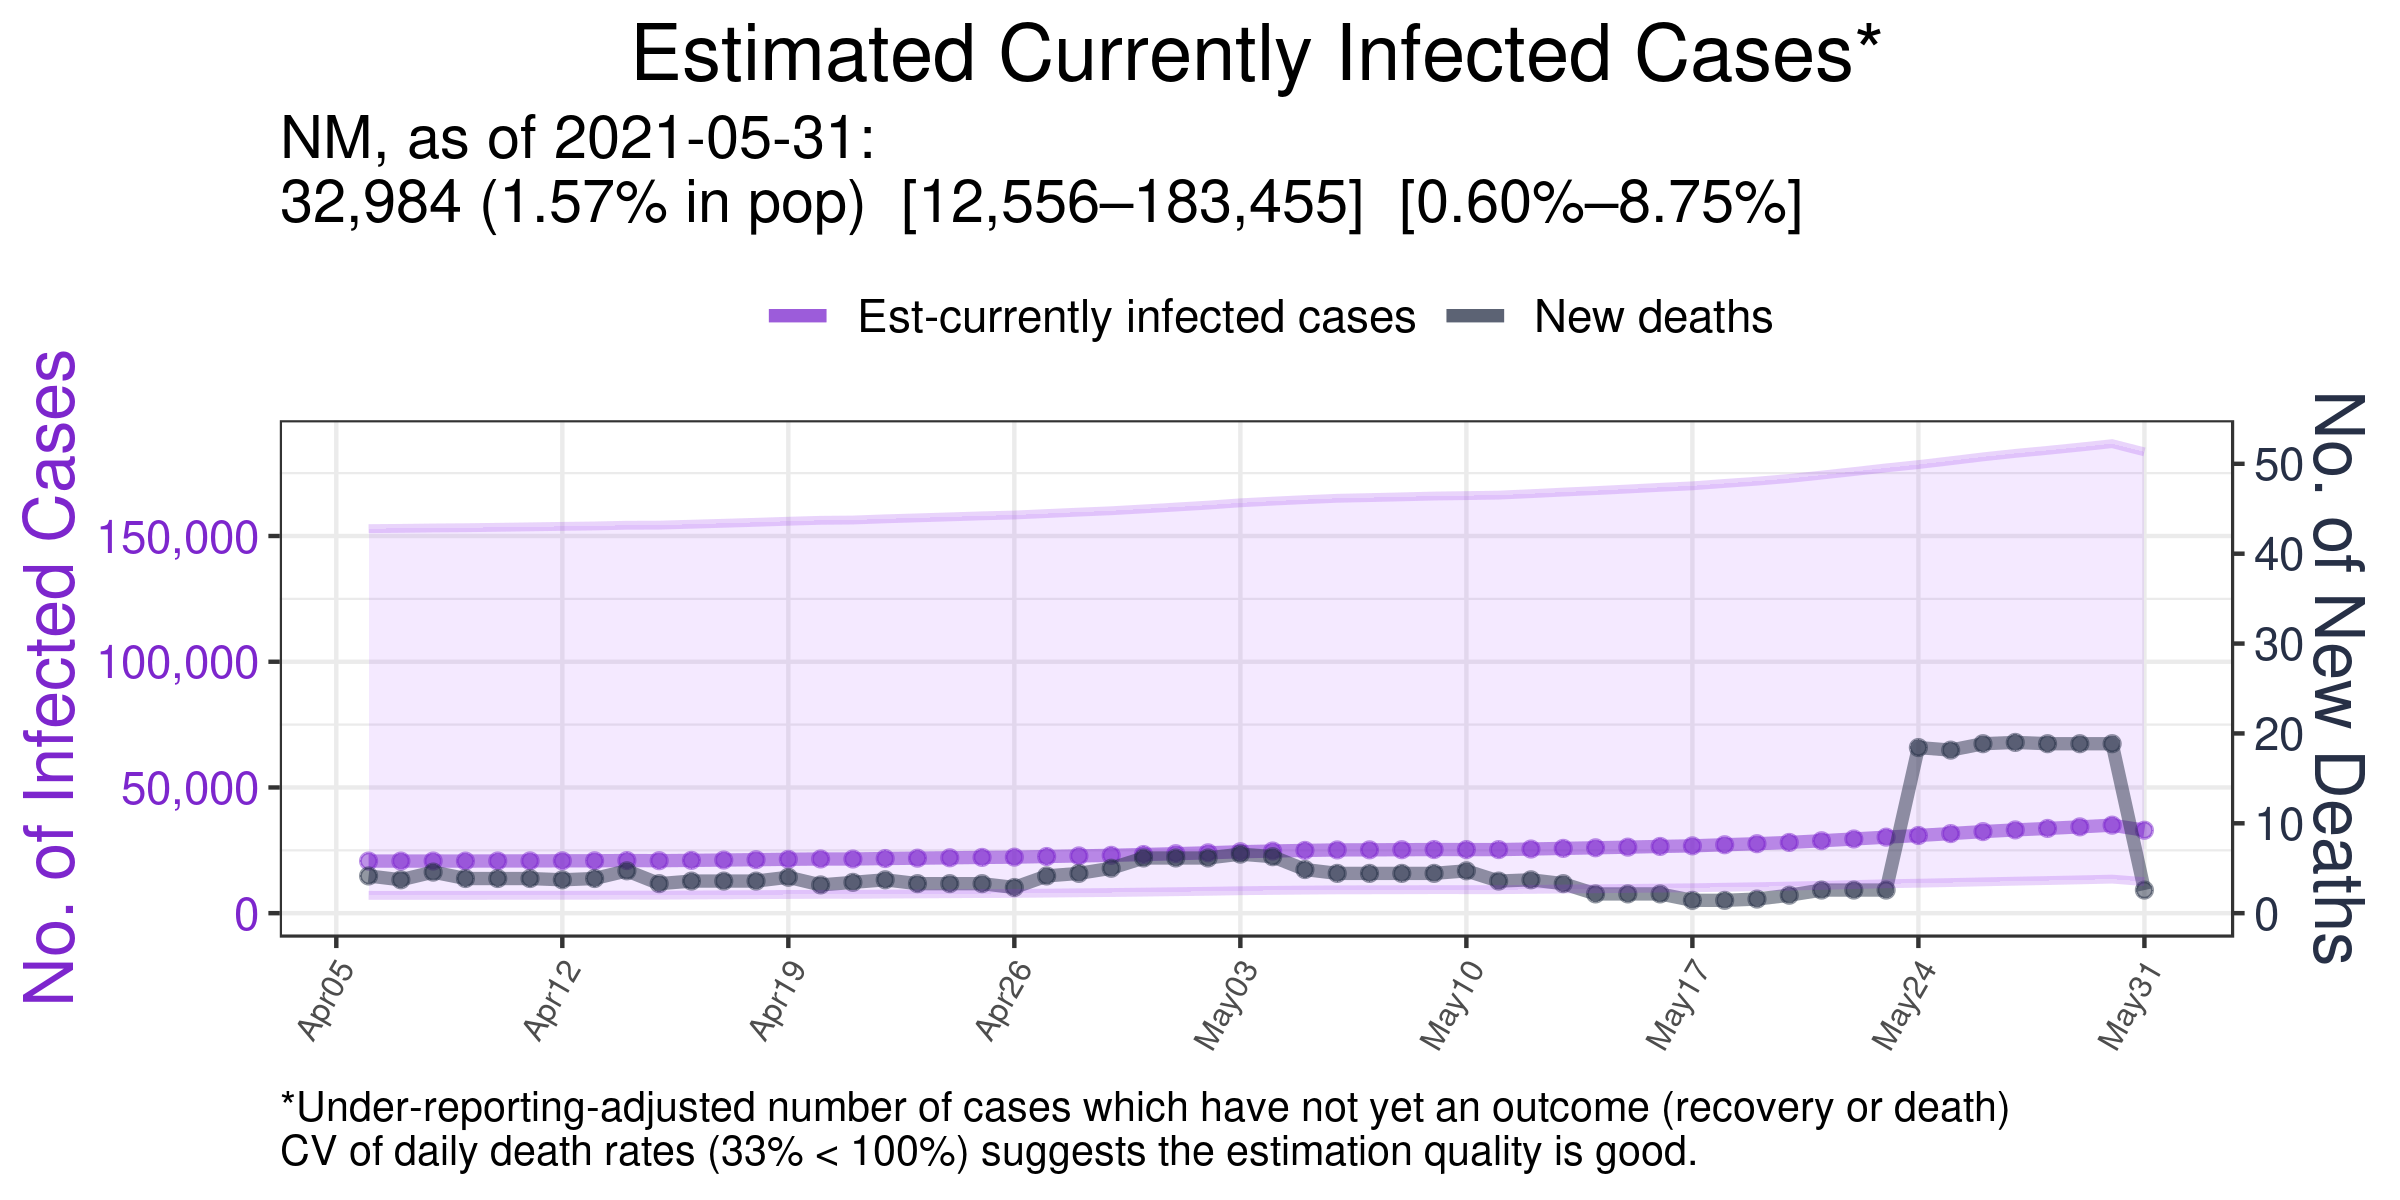 Estimated Currently Infected Cases*
NM, as of 2021-05-31:
32,984 (1.57% in pop) [12,556–183,455] [0.60%–8.75%]
Est-currently infected cases
New deaths
No. of Infected Cases
150,000
100,000
50,000
0
50
40
30
20
10
0
No. of New Deaths
Apr05
Apr12
Apr19
Apr26
May03
May10
May17
May24
May31
*Under-reporting-adjusted number of cases which have not yet an outcome (recovery or death)
CV of daily death rates (33% < 100%) suggests the estimation quality is good.